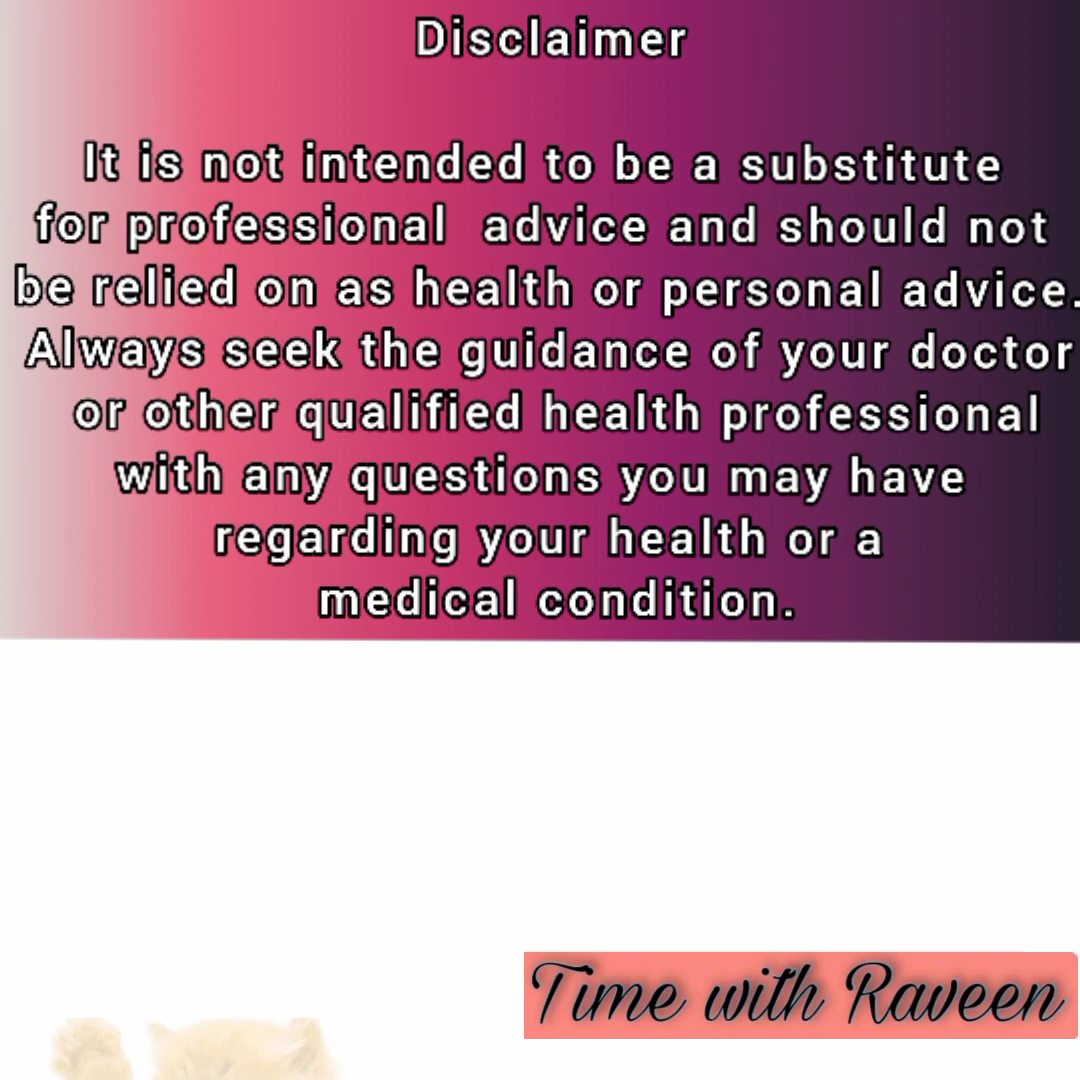 Disclaimer
It is not intended to be a substitute
for professional advice and should not
be relied on as health or personal advice.
Always seek the guidance of your doctor
or other qualified health professional
with any questions you may have
regarding your health or a
medical condition.
Time with Raveen